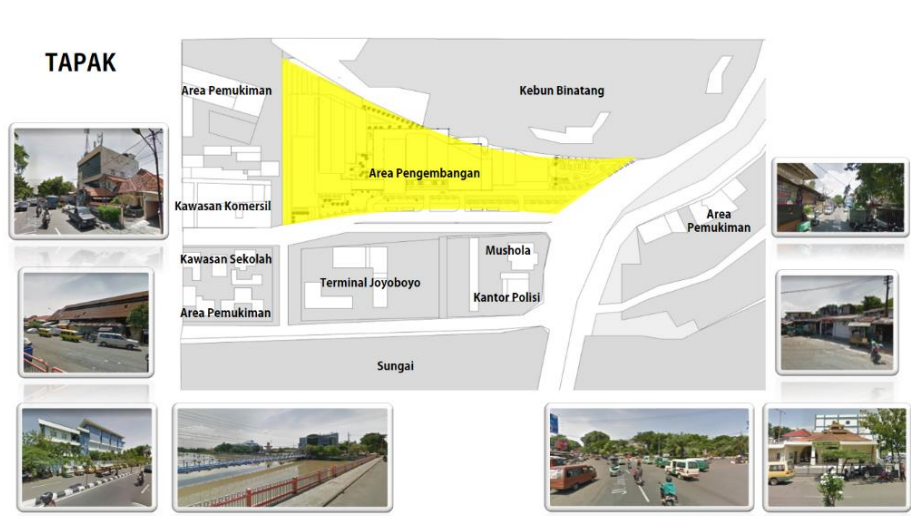 TAPAK
Area Pemukiman
Kebun Binatang
Area Pengembangan
Kawasan Komersil
Area
Pemukiman
Kawasan Sekolah
Mushola
Terminal Joyoboyo
Kantor Polisi
Area Pemukiman
Sungai